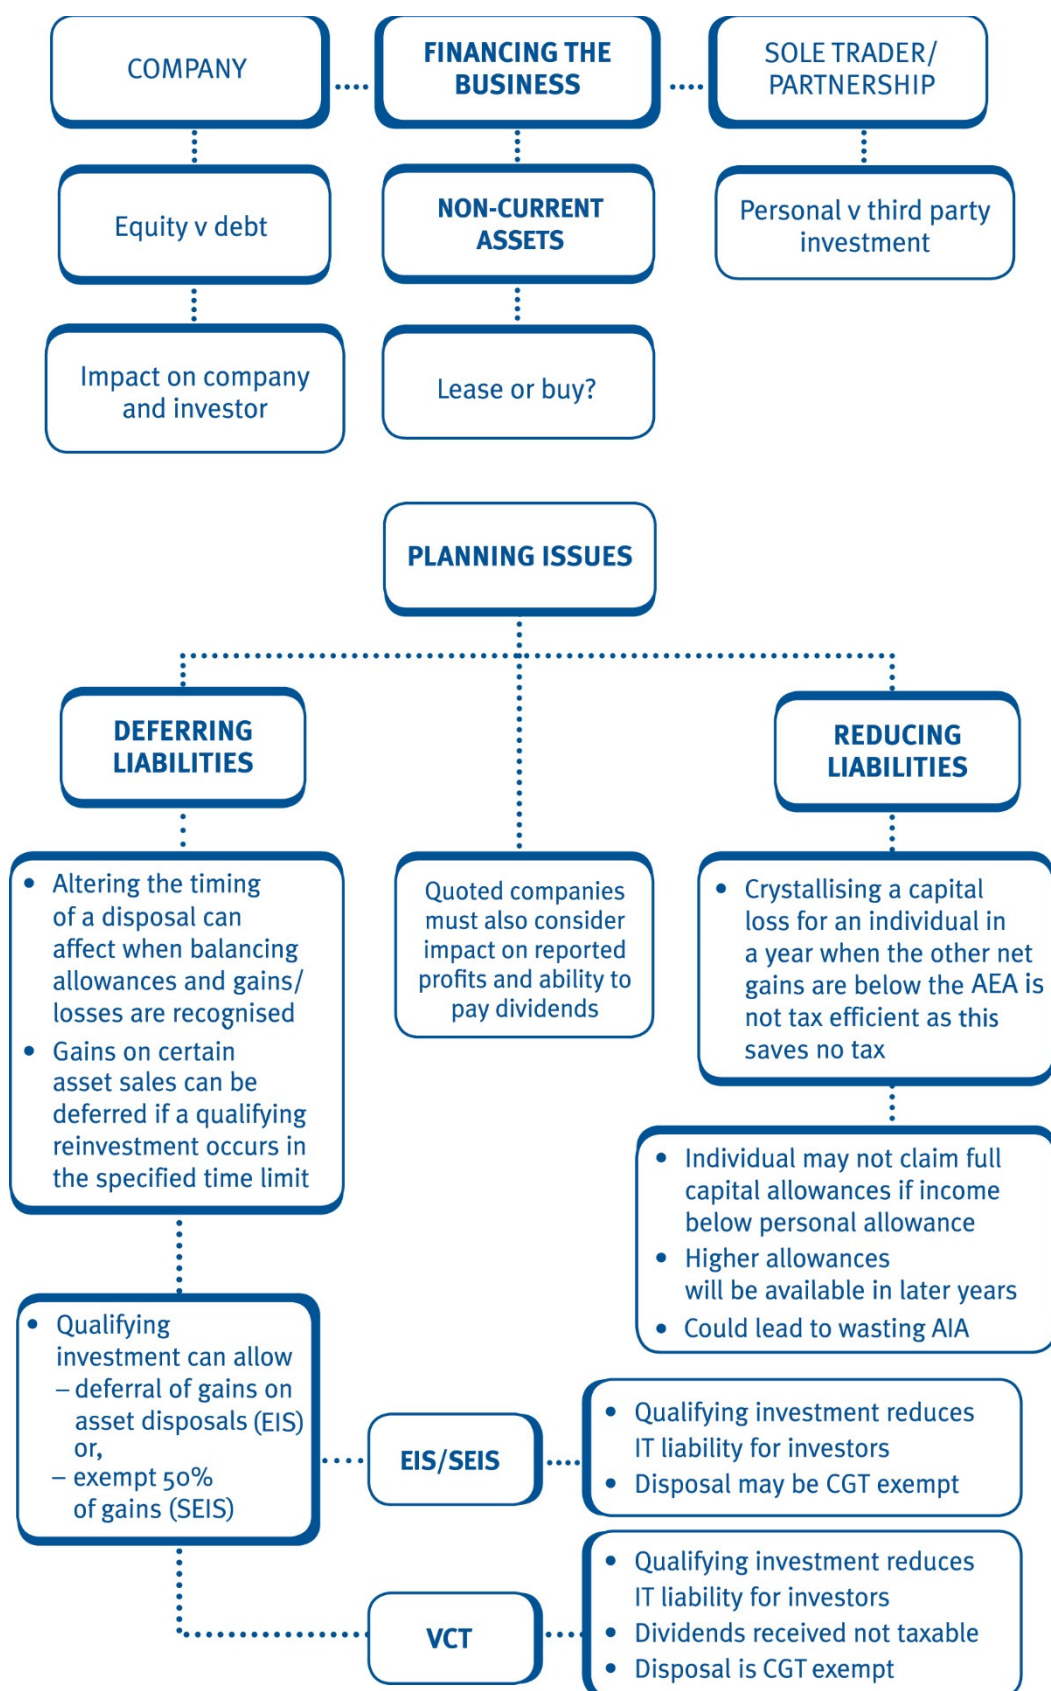 COMPANY
FINANCING THE
BUSINESS
SOLE TRADER/
PARTNERSHIP
Equity v debt
NON-CURRENT
ASSETS
Personal v third party
investment
Impact on company
and investor
Lease or buy?
PLANNING ISSUES
DEFERRING
LIABILITIES
REDUCING
LIABILITIES
• Altering the timing
of a disposal can
affect when balancing
allowances and gains/
losses are recognised
• Gains on certain
asset sales can be
deferred if a qualifying
reinvestment occurs in
the specified time limit
Quoted companies
must also consider
impact on reported
profits and ability to
pay dividends
• Crystallising a capital
loss for an individual in
a year when the other net
gains are below the AEA is
not tax efficient as this
saves no tax
• Individual may not claim full
capital allowances if income
below personal allowance
• Higher allowances
will be available in later years
• Could lead to wasting AIA
• Qualifying
investment can allow
– deferral of gains on
asset disposals (EIS)
or,
– exempt 50%
of gains (SEIS)
EIS/SEIS
• Qualifying investment reduces
IT liability for investors
• Disposal may be CGT exempt
VCT
• Qualifying investment reduces
IT liability for investors
• Dividends received not taxable
• Disposal is CGT exempt